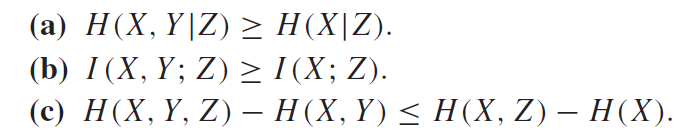 (a) H(X, Y|Z) ≥ H(X|Z).
(b) I(X, Y; Z) ≥ I(X; Z).
(c) H(X, Y, Z) − H(X, Y) ≤ H(X, Z) − H(X).